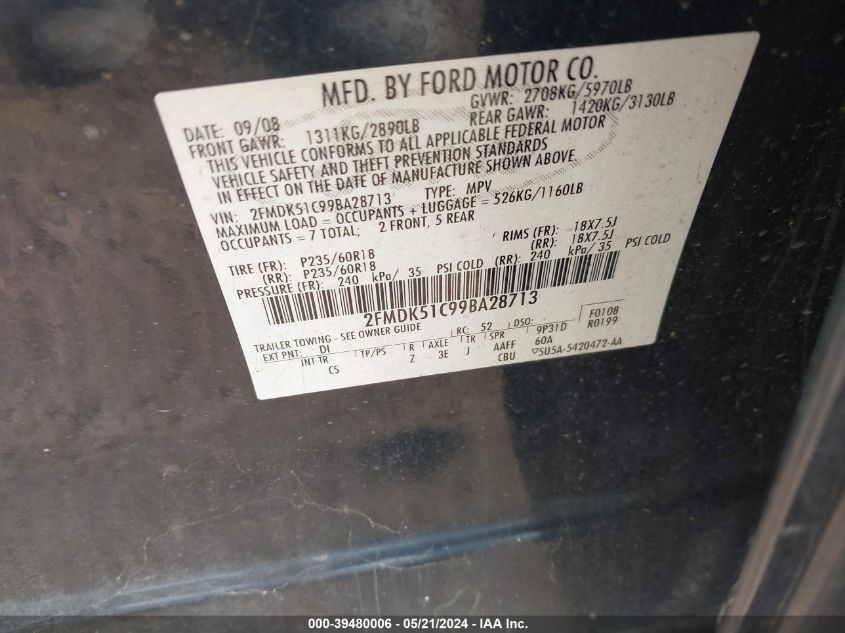 MFD. BY FORD MOTOR CO.
DATE: 09/08 GVWR: 2708KG/5970LB
FRONT GAWR: 1311KG/2890LB REAR GAWR: 1420KG/3130LB
THIS VEHICLE CONFORMS TO ALL APPLICABLE FEDERAL MOTOR
VEHICLE SAFETY AND THEFT PREVENTION STANDARDS
IN EFFECT ON THE DATE OF MANUFACTURE SHOWN ABOVE.
VIN: 2FMDK51C99BA28713 TYPE: MPV
MAXIMUM LOAD = OCCUPANTS + LUGGAGE = 526KG/1160LB
OCCUPANTS = 7 TOTAL; 2 FRONT, 5 REAR
TIRE (FR): P235/60R18 RIMS (FR): 18X7.5J
(RR): P235/60R18 (RR): 18X7.5J
PRESSURE (FR): 240 kPa/ 35 PSI COLD (RR): 240 kPa/ 35 PSI COLD
2FMDK51C99BA28713
TRAILER TOWING - SEE OWNER GUIDE F0108
EXT PNT: DI RC: 52 DSO: 9P31D R0199
INT TR TP/PS R AXLE TR SPR 60A
CS Z 3E J AAFF
CBU 5U5A-5420472-AA
000-39480006 - 05/21/2024 - IAA Inc.